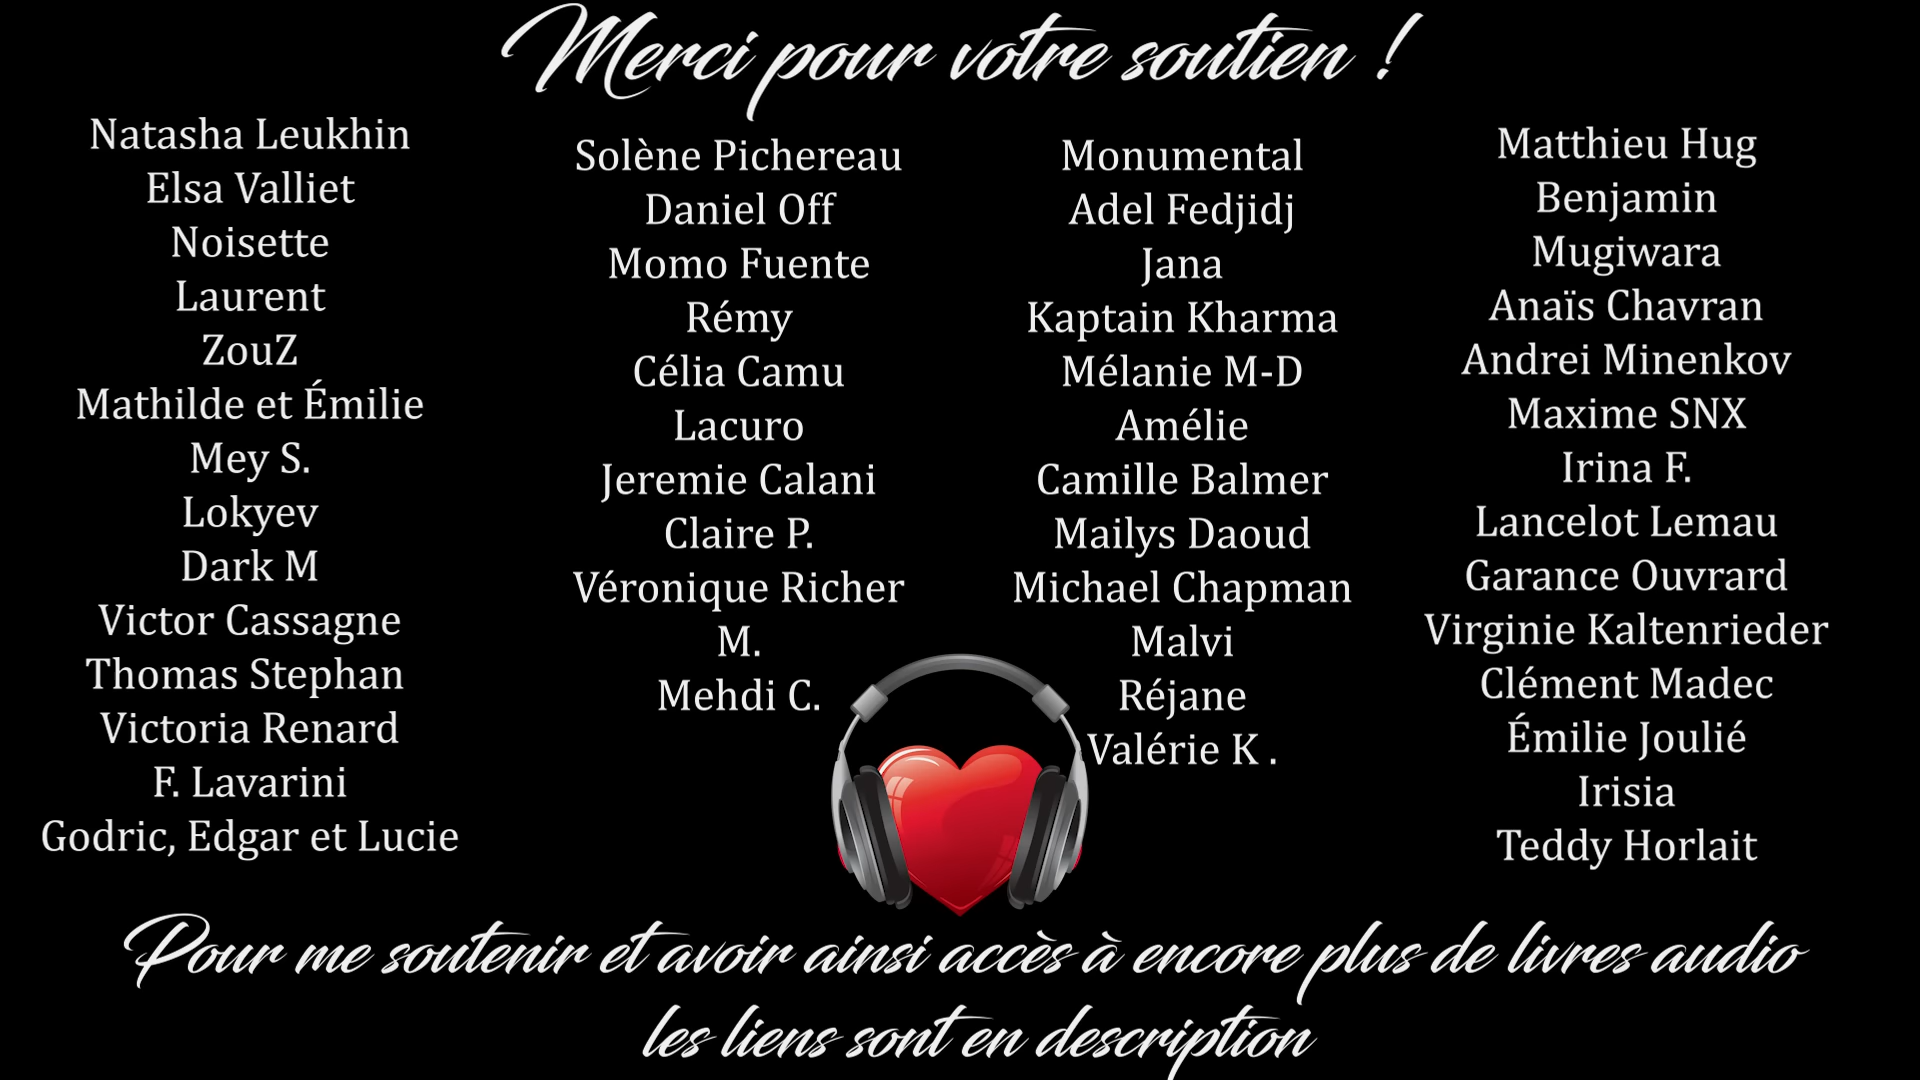 Merci pour votre soutien !
Natasha Leukhin
Elsa Valliet
Noisette
Laurent
ZouZ
Mathilde et Émilie
Mey S.
Lokyev
Dark M
Victor Cassagne
Thomas Stephan
Victoria Renard
F. Lavarini
Godric, Edgar et Lucie
Solène Pichereau
Daniel Off
Momo Fuente
Rémy
Célia Camu
Lacuro
Jeremie Calani
Claire P.
Véronique Richer
M.
Mehdi C.
Monumental
Adel Fedjidj
Jana
Kaptain Kharma
Mélanie M-D
Amélie
Camille Balmer
Mailys Daoud
Michael Chapman
Malvi
Réjane
Valérie K .
Matthieu Hug
Benjamin
Mugiwara
Anaïs Chavran
Andrei Minenkov
Maxime SNX
Irina F.
Lancelot Lemau
Garance Ouvrard
Virginie Kaltenrieder
Clément Madec
Émilie Joulié
Irisia
Teddy Horlait
Pour me soutenir et avoir ainsi accès à encore plus de livres audio
les liens sont en description